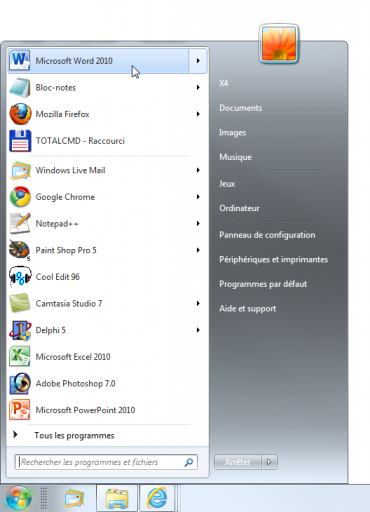 Microsoft Word 2010
Bloc-notes
Mozilla Firefox
TOTALCMD - Raccourci
Windows Live Mail
Google Chrome
Notepad++
Paint Shop Pro 5
Cool Edit 96
Camtasia Studio 7
Delphi 5
Microsoft Excel 2010
Adobe Photoshop 7.0
Microsoft PowerPoint 2010
Tous les programmes
Rechercher les programmes et fichiers
X4
Documents
Images
Musique
Jeux
Ordinateur
Panneau de configuration
Périphériques et imprimantes
Programmes par défaut
Aide et support
Arrêter